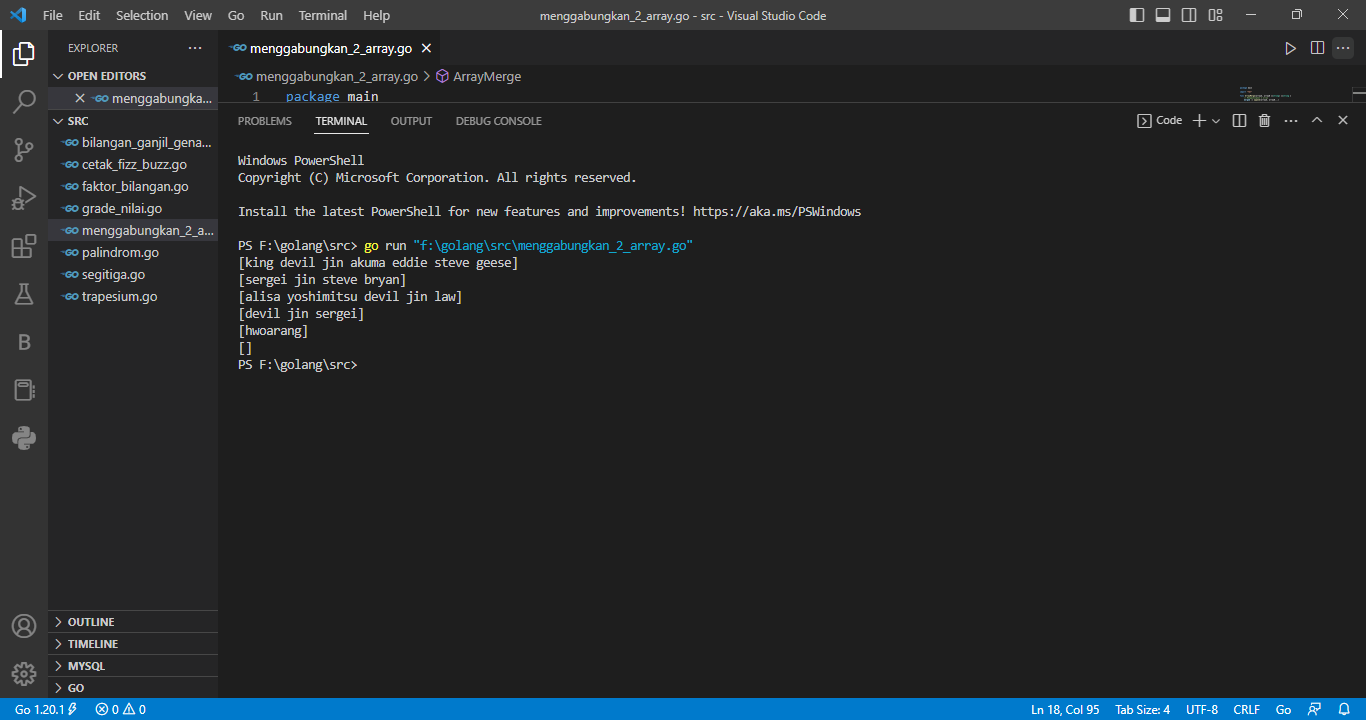 File Edit Selection View Go Run Terminal Help menggabungkan_2_array.go - src - Visual Studio Code
EXPLORER ···
menggabungkan_2_array.go
OPEN EDITORS
menggabungka...
SRC
bilangan_ganjil_gena...
cetak_fizz_buzz.go
faktor_bilangan.go
grade_nilai.go
menggabungkan_2_a...
palindrom.go
segitiga.go
trapesium.go
OUTLINE
TIMELINE
MYSQL
GO
menggabungkan_2_array.go > ArrayMerge
1 package main
PROBLEMS TERMINAL OUTPUT DEBUG CONSOLE Code
Windows PowerShell
Copyright (C) Microsoft Corporation. All rights reserved.
Install the latest PowerShell for new features and improvements! https://aka.ms/PSWindows
PS F:\golang\src> go run "f:\golang\src\menggabungkan_2_array.go"
[king devil jin akuma eddie steve geese]
[sergei jin steve bryan]
[alisa yoshimitsu devil jin law]
[devil jin sergei]
[hwoarang]
[]
PS F:\golang\src>
Go 1.20.1 0 0 Ln 18, Col 95 Tab Size: 4 UTF-8 CRLF Go